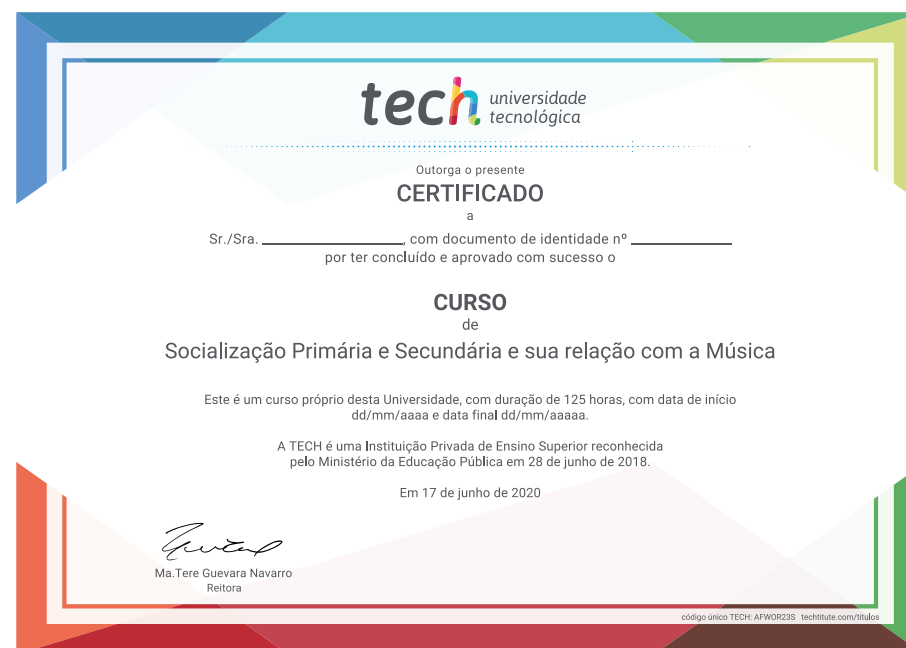 tech universidade
tecnológica
Outorga o presente
CERTIFICADO
a
Sr./Sra. ________________, com documento de identidade nº ____________
por ter concluído e aprovado com sucesso o
CURSO
de
Socialização Primária e Secundária e sua relação com a Música
Este é um curso próprio desta Universidade, com duração de 125 horas, com data de início
dd/mm/aaaa e data final dd/mm/aaaaa.
A TECH é uma Instituição Privada de Ensino Superior reconhecida
pelo Ministério da Educação Pública em 28 de junho de 2018.
Em 17 de junho de 2020
Ma.Tere Guevara Navarro
Reitora
código único TECH: AFWOR23S techtitute.com/titulos